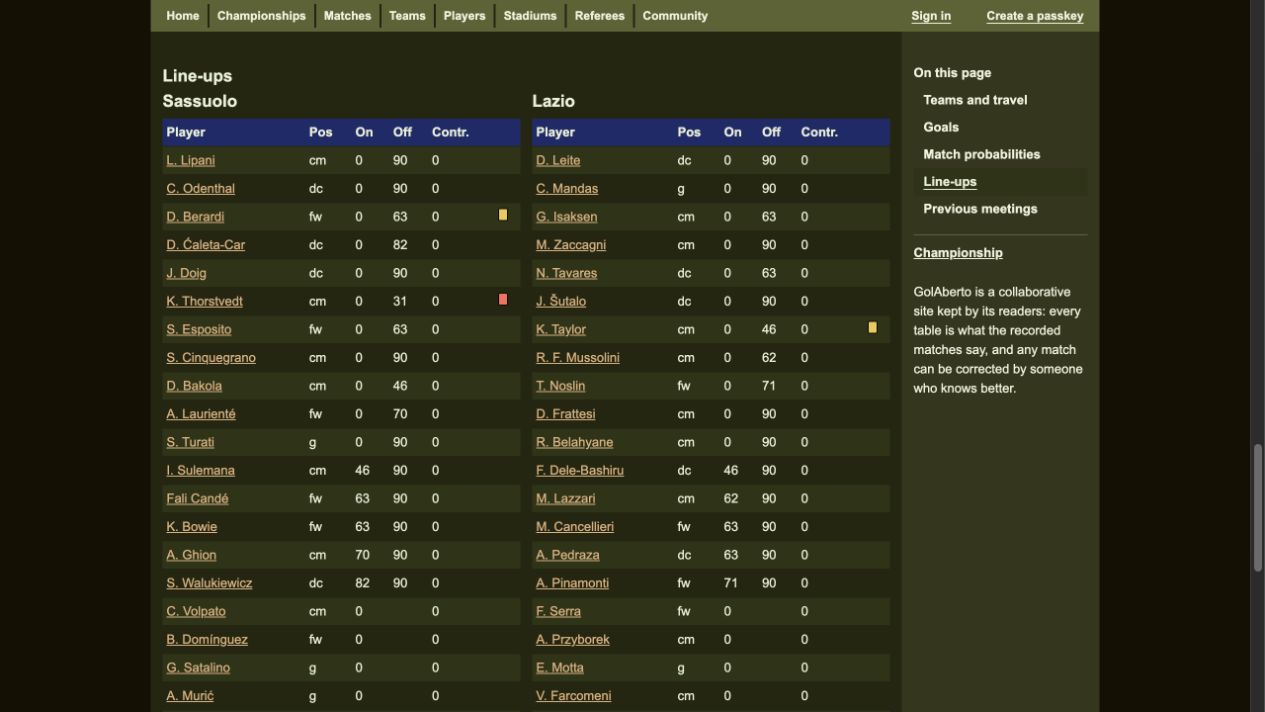 Home Championships Matches Teams Players Stadiums Referees Community Sign in Create a passkey
Line-ups
Sassuolo
Player Pos On Off Contr.
L. Lipani cm 0 90 0
C. Odenthal dc 0 90 0
D. Berardi fw 0 63 0
D. Ćaleta-Car dc 0 82 0
J. Doig dc 0 90 0
K. Thorstvedt cm 0 31 0
S. Esposito fw 0 63 0
S. Cinquegrano cm 0 90 0
D. Bakola cm 0 46 0
A. Laurienté fw 0 70 0
S. Turati g 0 90 0
I. Sulemana cm 46 90 0
Fali Candé fw 63 90 0
K. Bowie fw 63 90 0
A. Ghion cm 70 90 0
S. Walukiewicz dc 82 90 0
C. Volpato cm 0 0
B. Domínguez fw 0 0
G. Satalino g 0 0
A. Murić g 0 0
Lazio
Player Pos On Off Contr.
D. Leite dc 0 90 0
C. Mandas g 0 90 0
G. Isaksen cm 0 63 0
M. Zaccagni cm 0 90 0
N. Tavares dc 0 63 0
J. Šutalo dc 0 90 0
K. Taylor cm 0 46 0
R. F. Mussolini cm 0 62 0
T. Noslin fw 0 71 0
D. Frattesi cm 0 90 0
R. Belahyane cm 0 90 0
F. Dele-Bashiru dc 46 90 0
M. Lazzari cm 62 90 0
M. Cancellieri fw 63 90 0
A. Pedraza dc 63 90 0
A. Pinamonti fw 71 90 0
F. Serra fw 0 0
A. Przyborek cm 0 0
E. Motta g 0 0
V. Farcomeni cm 0 0
On this page
Teams and travel
Goals
Match probabilities
Line-ups
Previous meetings
Championship
GolAberto is a collaborative
site kept by its readers: every
table is what the recorded
matches say, and any match
can be corrected by someone
who knows better.